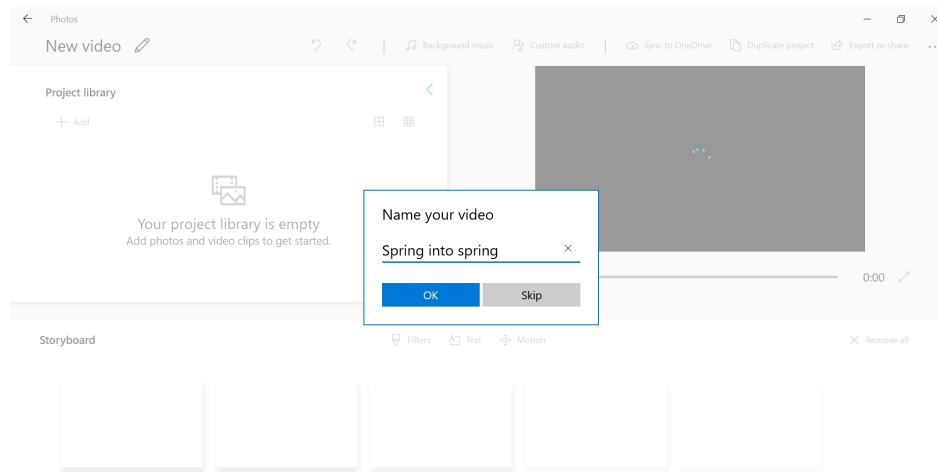 Photos
New video
Background music
Custom audio
Sync to OneDrive
Duplicate project
Export or share
Project library
Add
Your project library is empty
Add photos and video clips to get started.
Name your video
Spring into spring
OK
Skip
0:00
Storyboard
Filters
Text
Motion
Remove all